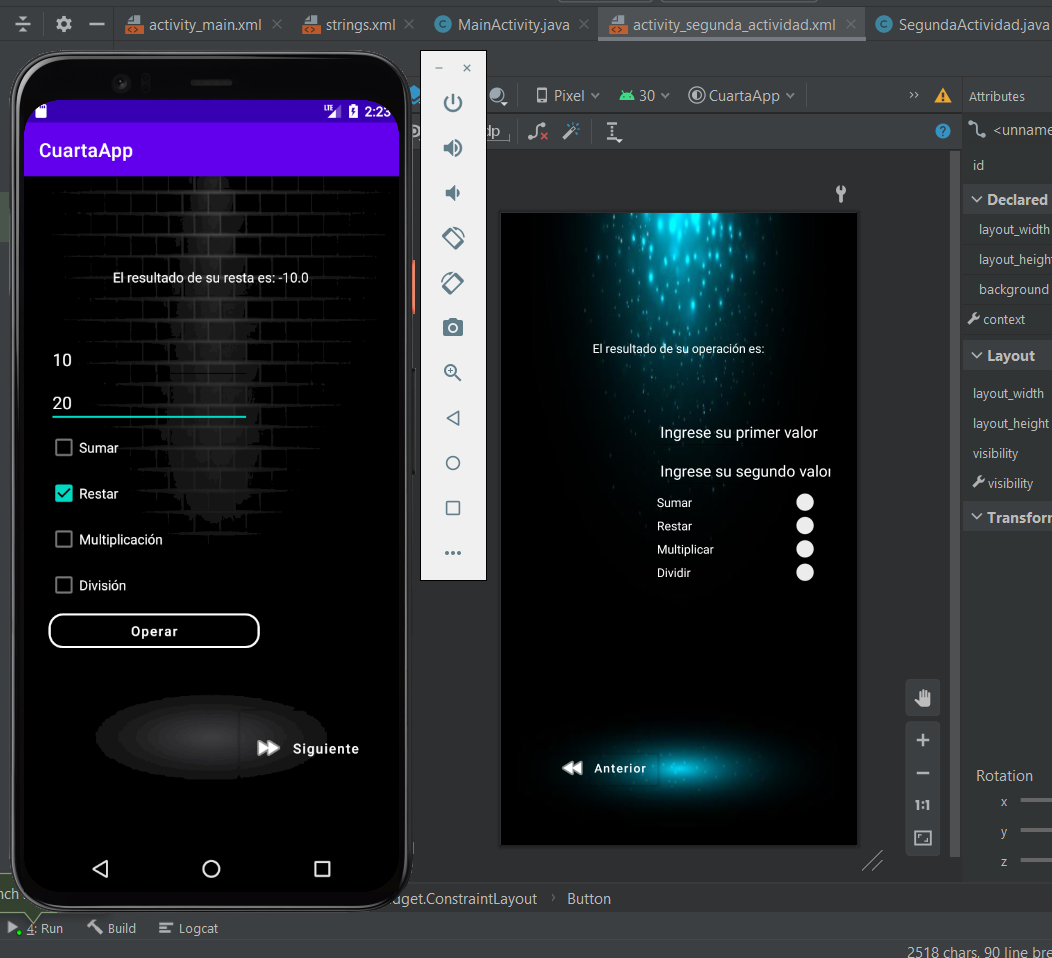 activity_main.xml
strings.xml
MainActivity.java
activity_segunda_actividad.xml
SegundaActividad.java
LTE 2:23
CuartaApp
El resultado de su resta es: -10.0
10
20
Sumar
Restar
Multiplicación
División
Operar
Siguiente
Pixel
30
CuartaApp
dp
El resultado de su operación es:
Ingrese su primer valor
Ingrese su segundo valor
Sumar
Restar
Multiplicar
Dividir
Anterior
1:1
Attributes
<unname
id
Declared
layout_width
layout_height
background
context
Layout
layout_width
layout_height
visibility
visibility
Transforn
Rotation
x
y
z
nch
dget.ConstraintLayout > Button
4: Run
Build
Logcat
2518 chars, 90 line bre